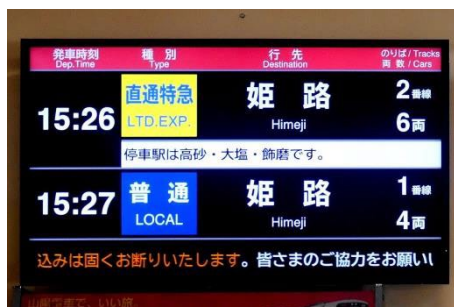 発車時刻 種別 行先 のりば/Tracks
Dep.Time Type Destination 両数/Cars
15:26 直通特急 姫路 2番線
LTD.EXP. Himeji 6両
停車駅は高砂・大塩・飾磨です。
15:27 普通 姫路 1番線
LOCAL Himeji 4両
込みは固くお断りいたします。皆さまのご協力をお願いい